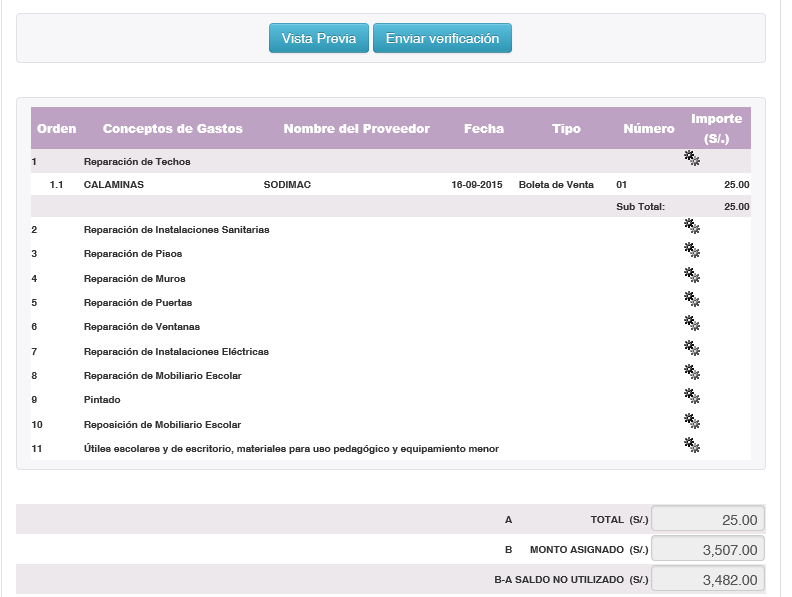 Vista Previa Enviar verificación
Orden Conceptos de Gastos Nombre del Proveedor Fecha Tipo Número Importe (S/.)
1 Reparación de Techos
1.1 CALAMINAS SODIMAC 16-09-2015 Boleta de Venta 01 25.00
Sub Total: 25.00
2 Reparación de Instalaciones Sanitarias
3 Reparación de Pisos
4 Reparación de Muros
5 Reparación de Puertas
6 Reparación de Ventanas
7 Reparación de Instalaciones Eléctricas
8 Reparación de Mobiliario Escolar
9 Pintado
10 Reposición de Mobiliario Escolar
11 Útiles escolares y de escritorio, materiales para uso pedagógico y equipamiento menor
A TOTAL (S/.) 25.00
B MONTO ASIGNADO (S/.) 3,507.00
B-A SALDO NO UTILIZADO (S/.) 3,482.00